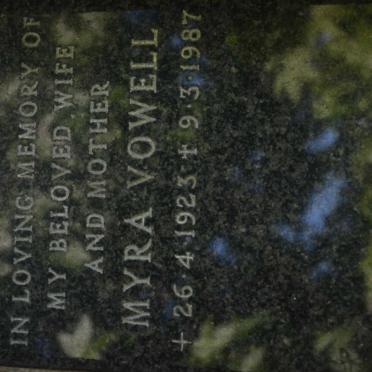 IN LOVING MEMORY OF
MY BELOVED WIFE
AND MOTHER
MYRA VOWELL
+ 26·4·1923 + 9·3·1987